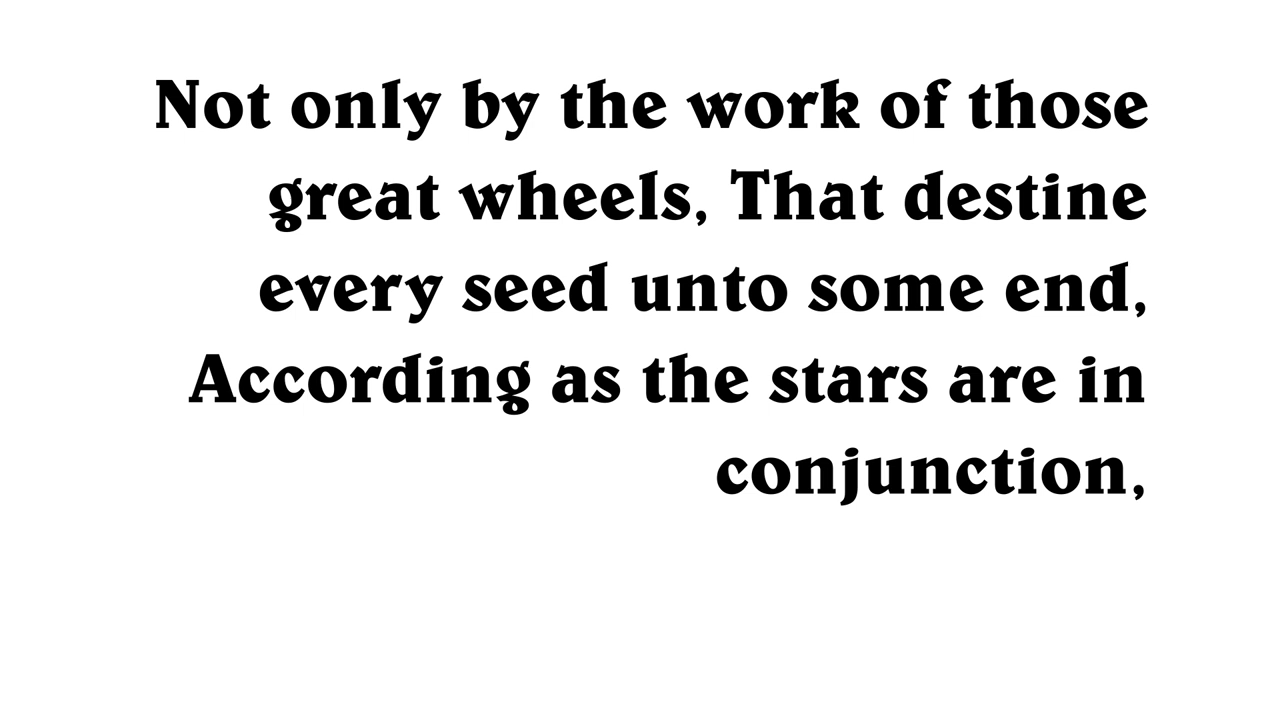 Not only by the work of those
great wheels, That destine
every seed unto some end,
According as the stars are in
conjunction,